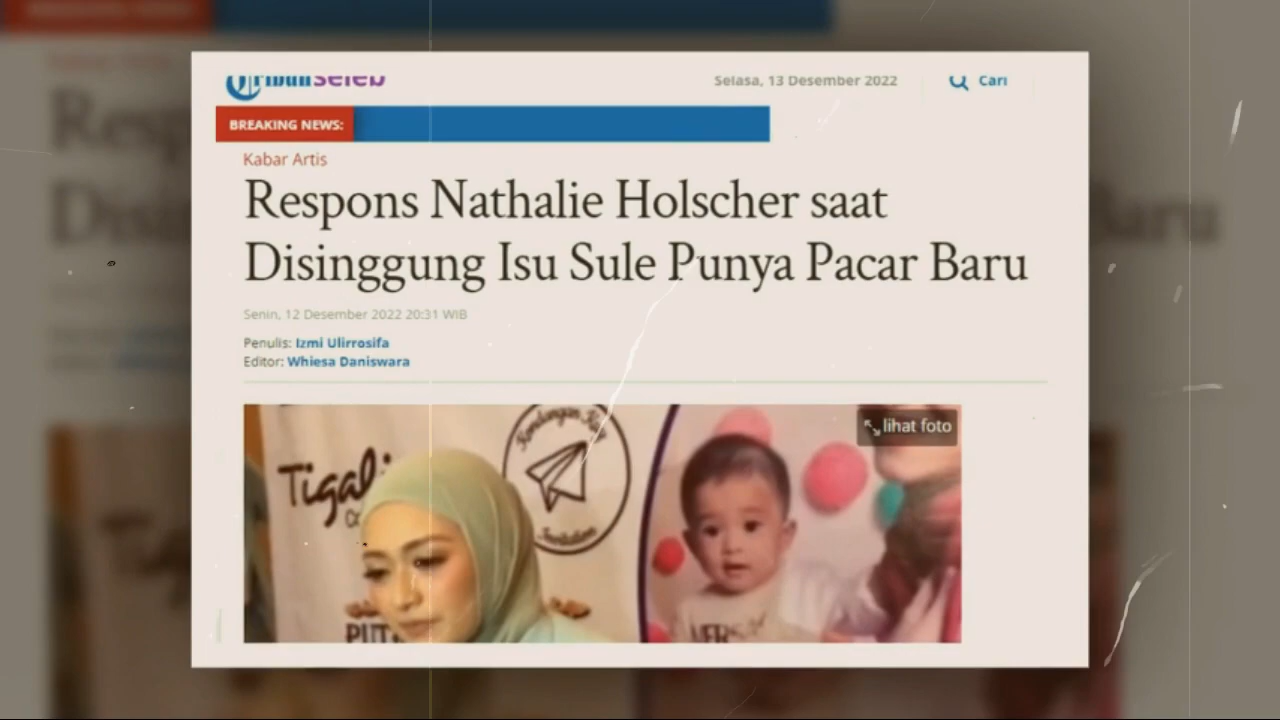 Tribunseleb
Selasa, 13 Desember 2022
Cari
BREAKING NEWS:
Kabar Artis
Respons Nathalie Holscher saat
Disinggung Isu Sule Punya Pacar Baru
Senin, 12 Desember 2022 20:31 WIB
Penulis: Izmi Ulirrosifa
Editor: Whiesa Daniswara
lihat foto
Invitation